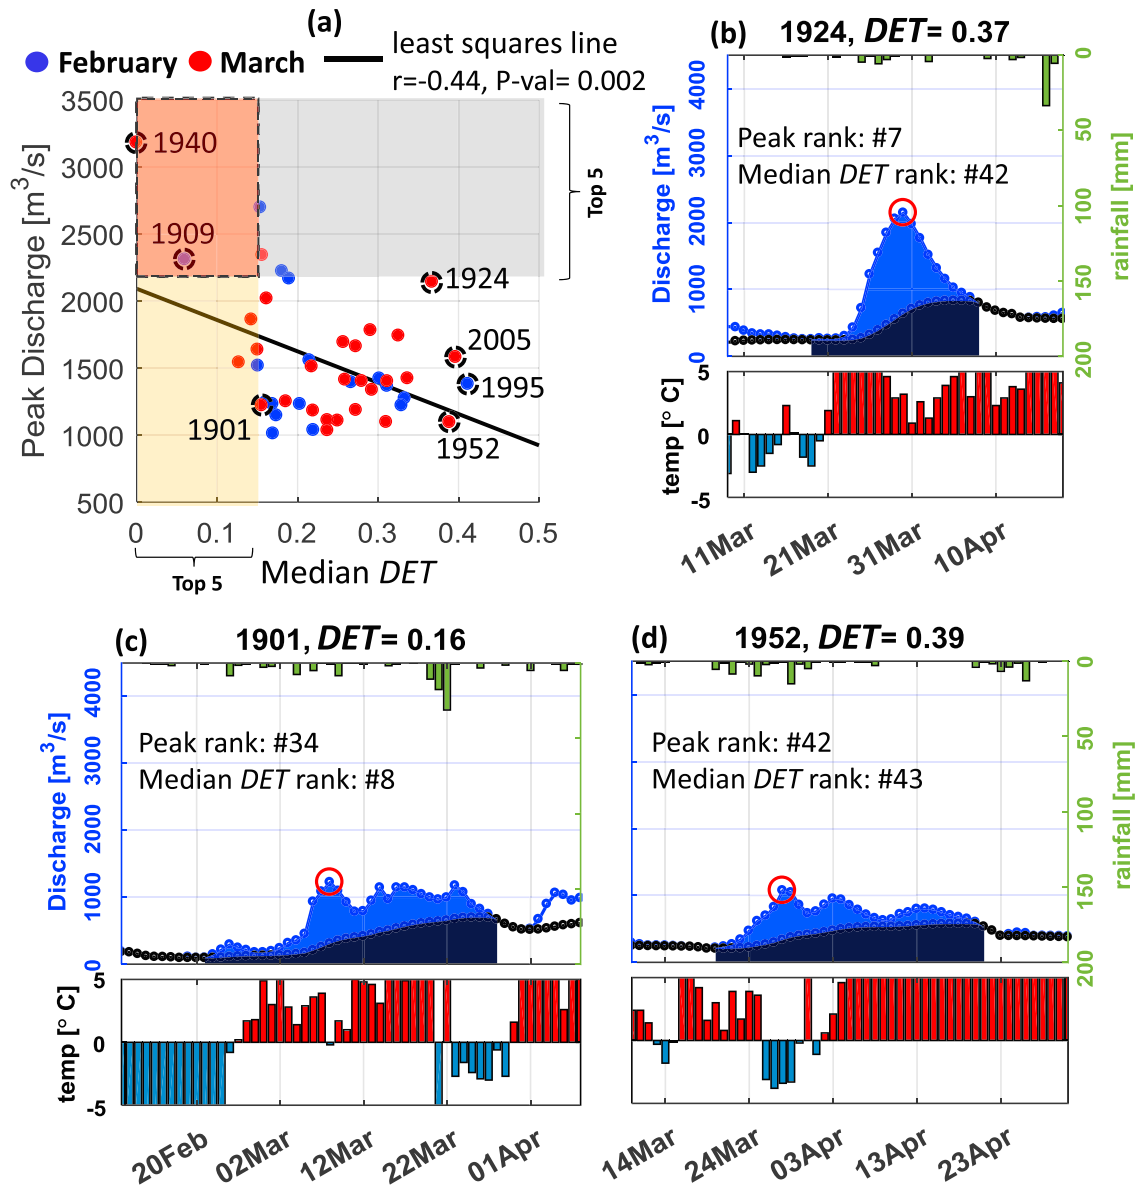 (a)
February
March
least squares line
r=-0.44, P-val= 0.002
Peak Discharge [m³/s]
3500
3000
2500
2000
1500
1000
500
1940
1909
1924
2005
1995
1901
1952
Top 5
0
0.1
0.2
0.3
0.4
0.5
Top 5
Median DET
(b)
1924, DET= 0.37
Discharge [m³/s]
4000
3000
2000
1000
0
Peak rank: #7
Median DET rank: #42
0
50
100
150
200
rainfall [mm]
temp [° C]
5
0
-5
11Mar
21Mar
31Mar
10Apr
(c)
1901, DET= 0.16
Discharge [m³/s]
4000
3000
2000
1000
0
Peak rank: #34
Median DET rank: #8
temp [° C]
5
0
-5
20Feb
02Mar
12Mar
22Mar
01Apr
(d)
1952, DET= 0.39
Peak rank: #42
Median DET rank: #43
0
50
100
150
200
rainfall [mm]
14Mar
24Mar
03Apr
13Apr
23Apr